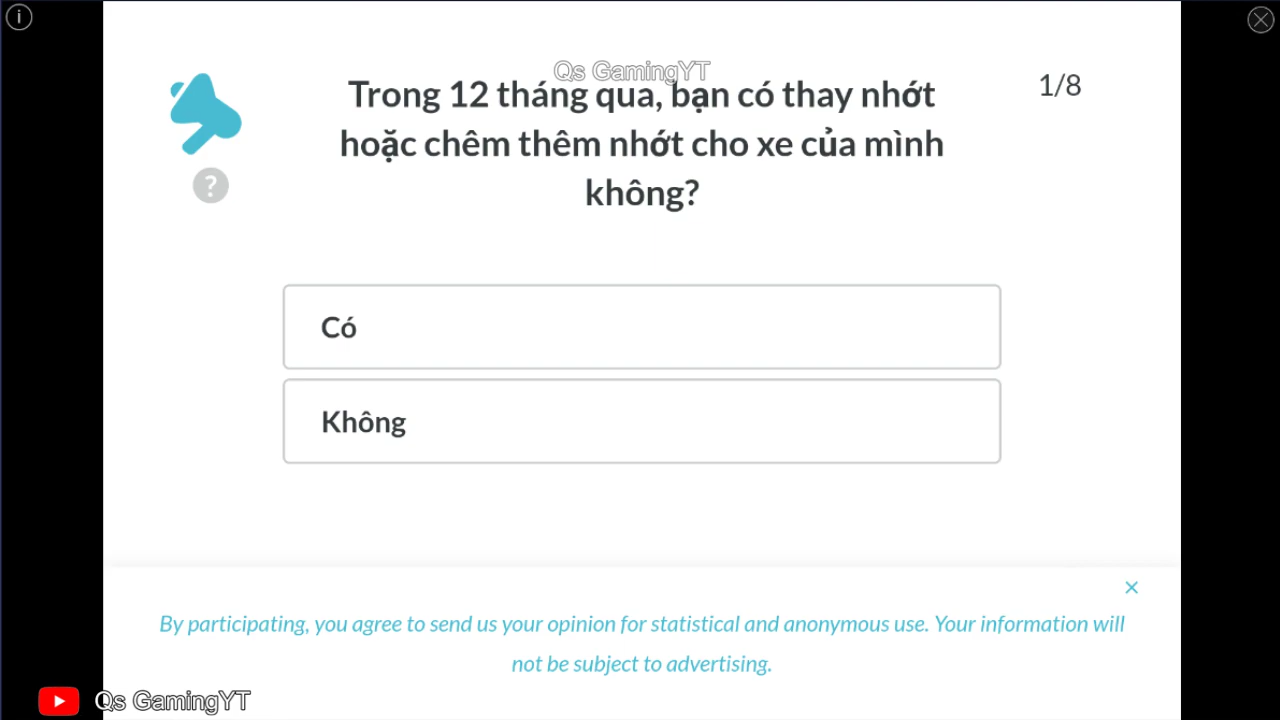 Qs GamingYT
Trong 12 tháng qua, bạn có thay nhớt
hoặc chêm thêm nhớt cho xe của mình
không?
1/8
?
Có
Không
By participating, you agree to send us your opinion for statistical and anonymous use. Your information will
not be subject to advertising.
Qs GamingYT